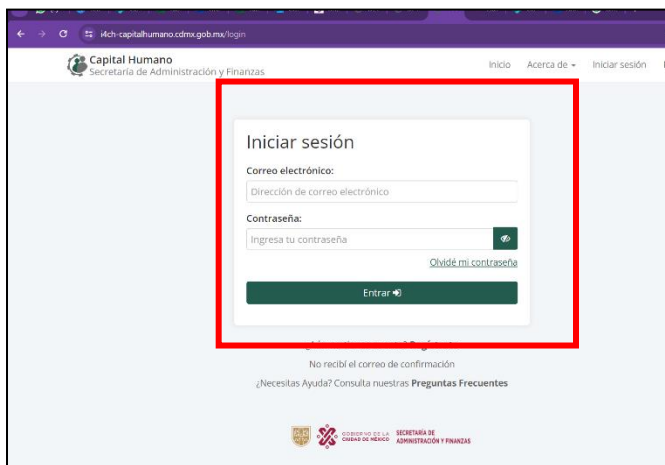 i4ch-capitalhumano.cdmx.gob.mx/login
Capital Humano
Secretaría de Administración y Finanzas
Inicio Acerca de Iniciar sesión
Iniciar sesión
Correo electrónico:
Dirección de correo electrónico
Contraseña:
Ingresa tu contraseña
Olvidé mi contraseña
Entrar
No recibí el correo de confirmación
¿Necesitas Ayuda? Consulta nuestras Preguntas Frecuentes
GOBIERNO DE LA
CIUDAD DE MÉXICO
SECRETARÍA DE
ADMINISTRACIÓN Y FINANZAS